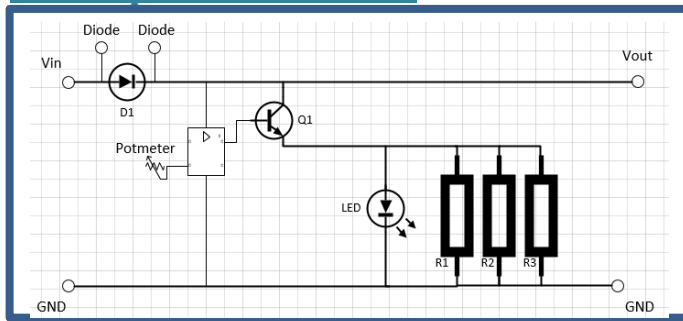 Diode Diode
Vin
Vout
D1
Q1
Potmeter
LED
R1 R2 R3
GND GND